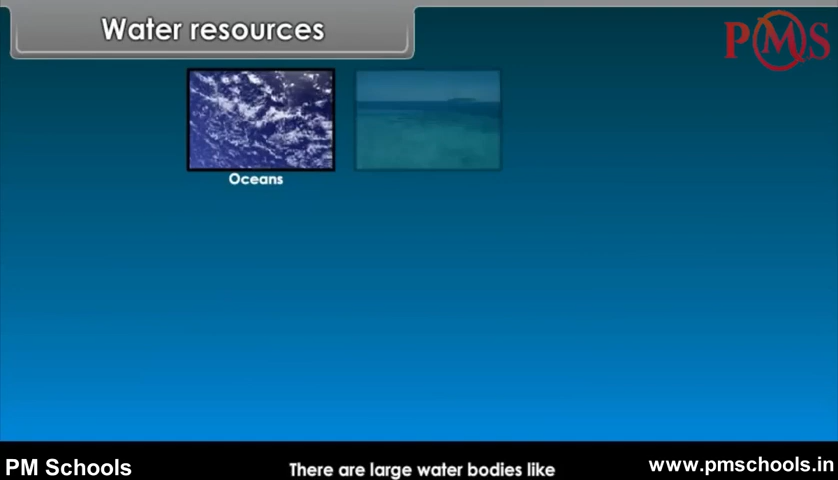 Water resources
PMS
Oceans
PM Schools
There are large water bodies like
www.pmschools.in